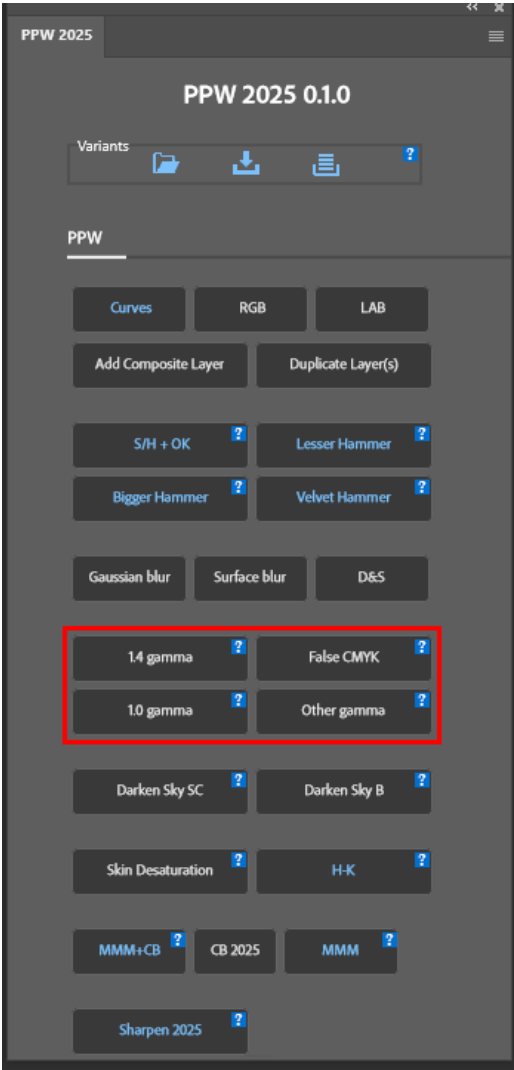 PPW 2025
PPW 2025 0.1.0
Variants
?
PPW
Curves RGB LAB
Add Composite Layer Duplicate Layer(s)
S/H + OK ? Lesser Hammer ?
Bigger Hammer ? Velvet Hammer ?
Gaussian blur Surface blur D&S
1.4 gamma ? False CMYK ?
1.0 gamma ? Other gamma ?
Darken Sky SC ? Darken Sky B ?
Skin Desaturation ? H-K ?
MMM+CB ? CB 2025 MMM ?
Sharpen 2025 ?